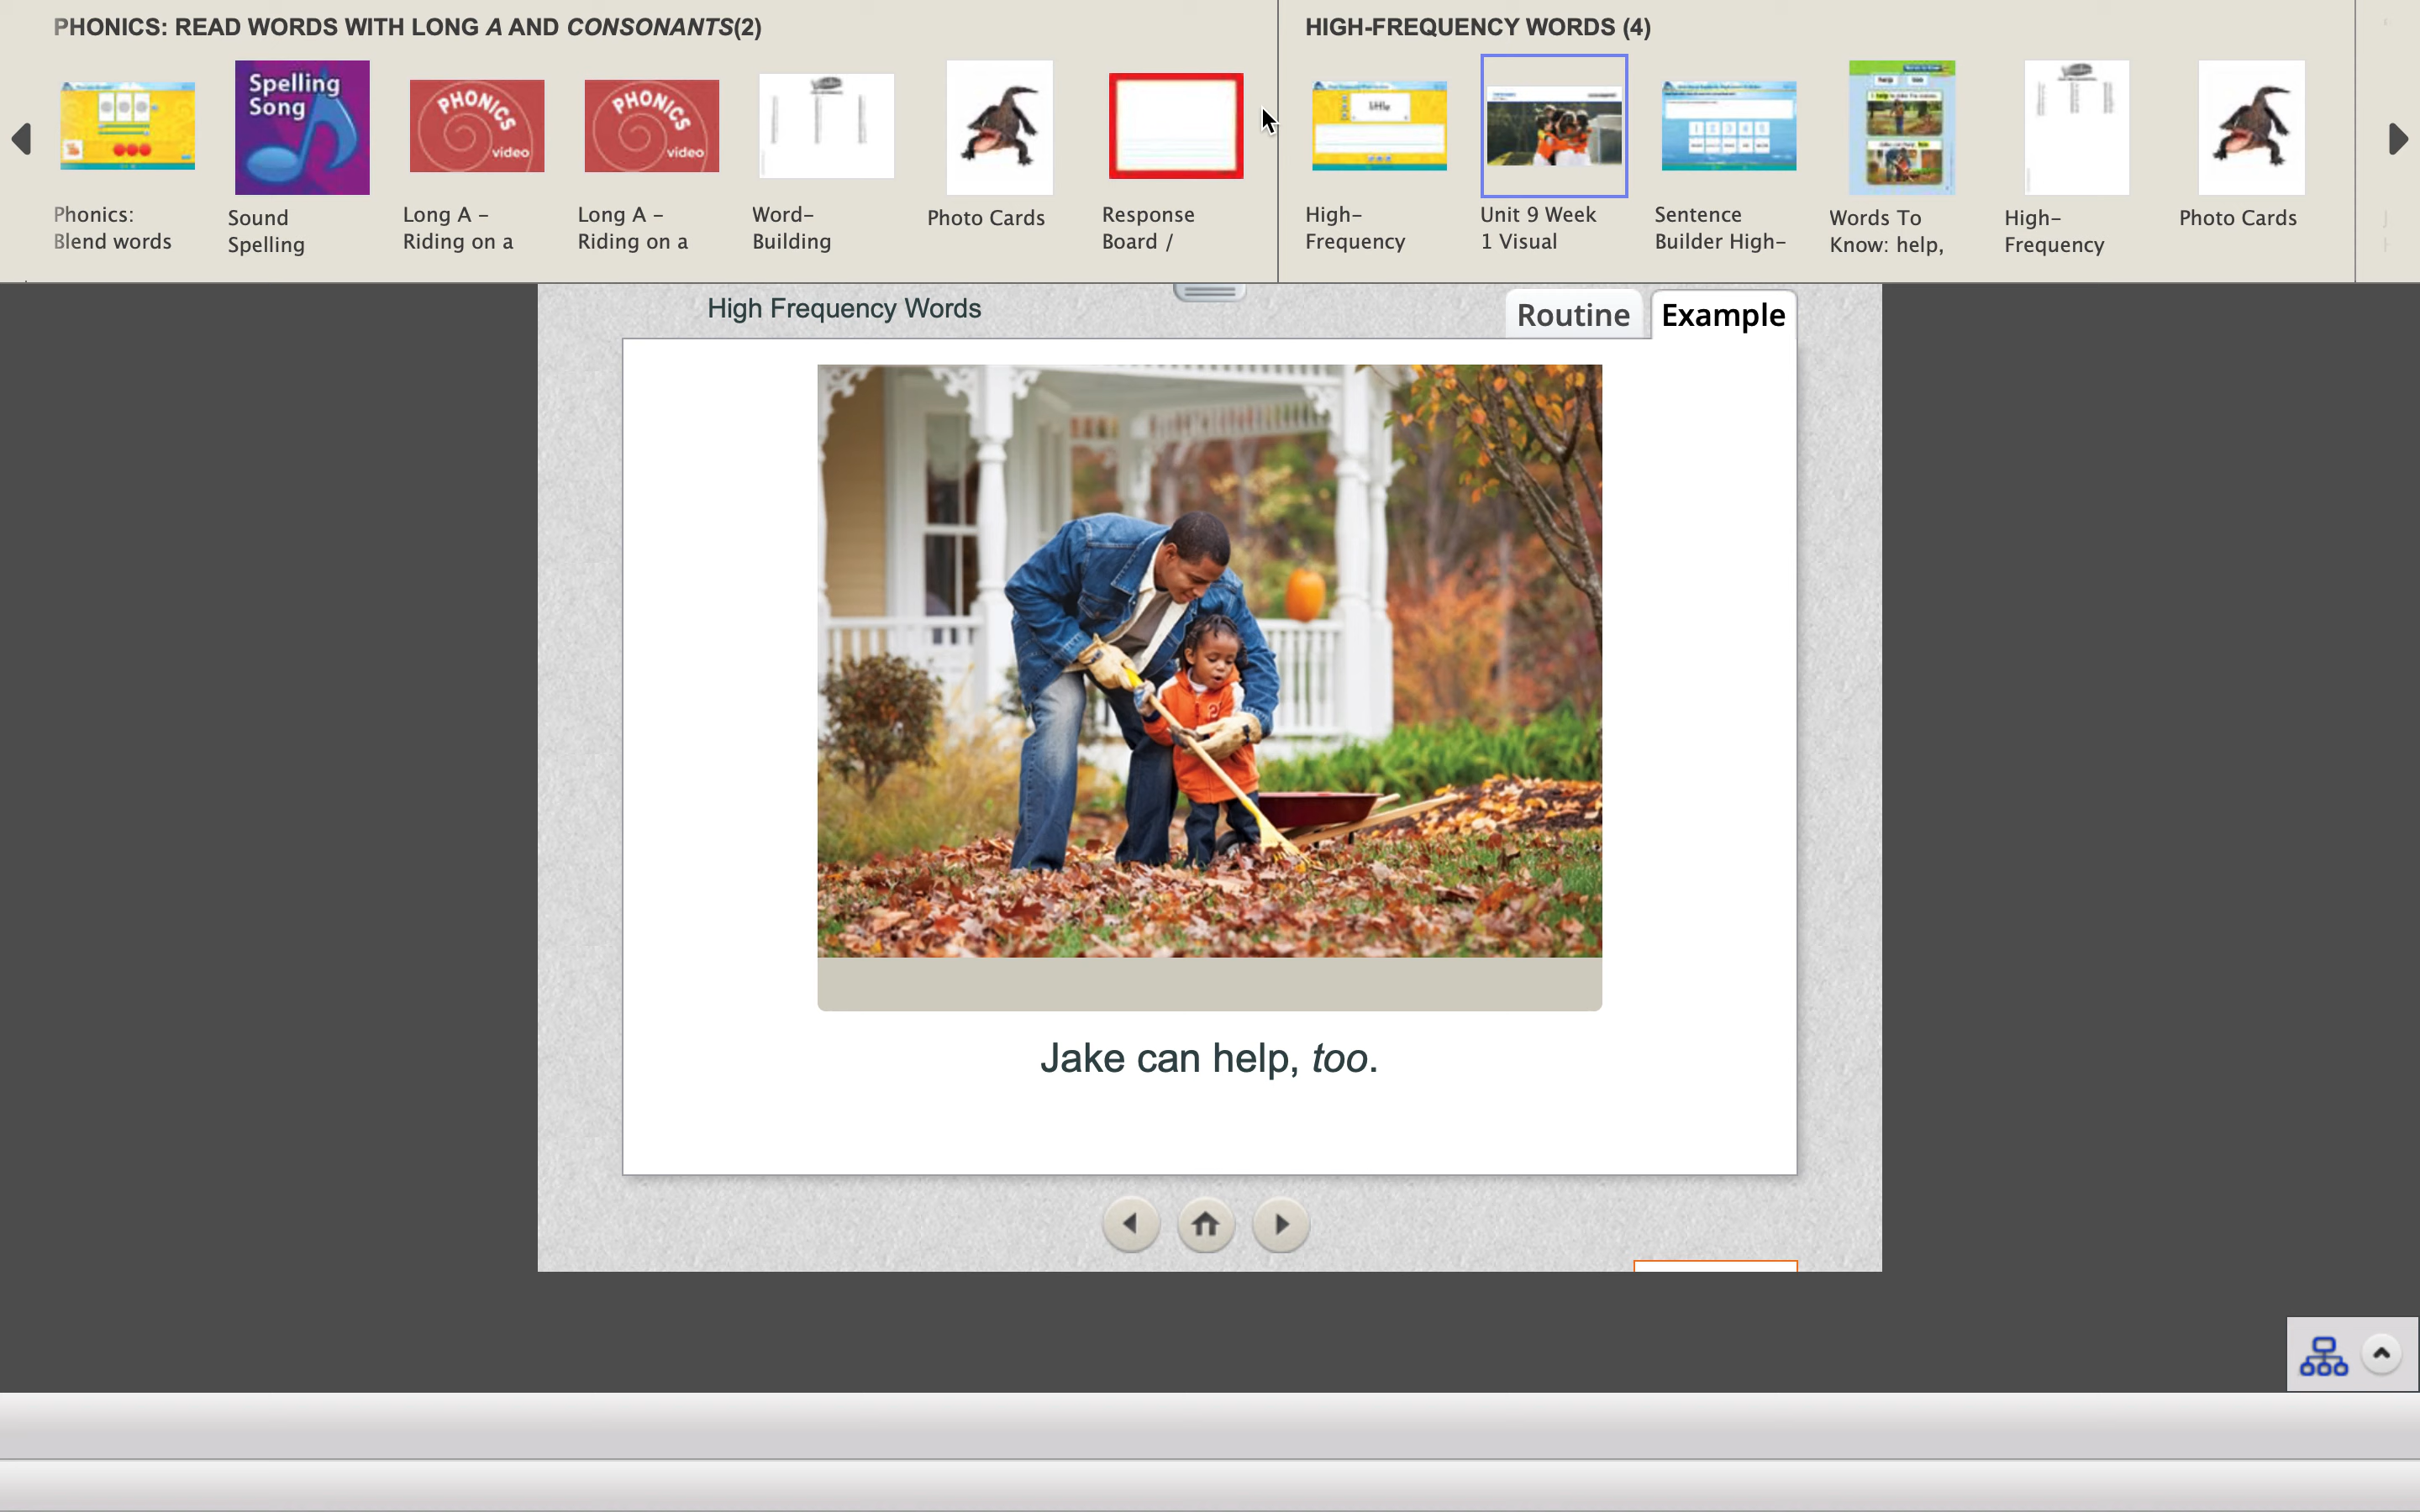 PHONICS: READ WORDS WITH LONG A AND CONSONANTS(2)
HIGH-FREQUENCY WORDS (4)
Spelling
Song
PHONICS
video
PHONICS
video
little
Phonics:
Blend words
Sound
Spelling
Long A –
Riding on a
Long A –
Riding on a
Word–
Building
Photo Cards
Response
Board /
High–
Frequency
Unit 9 Week
1 Visual
Sentence
Builder High–
Words To
Know: help,
High–
Frequency
Photo Cards
High Frequency Words
Routine
Example
Jake can help, too.